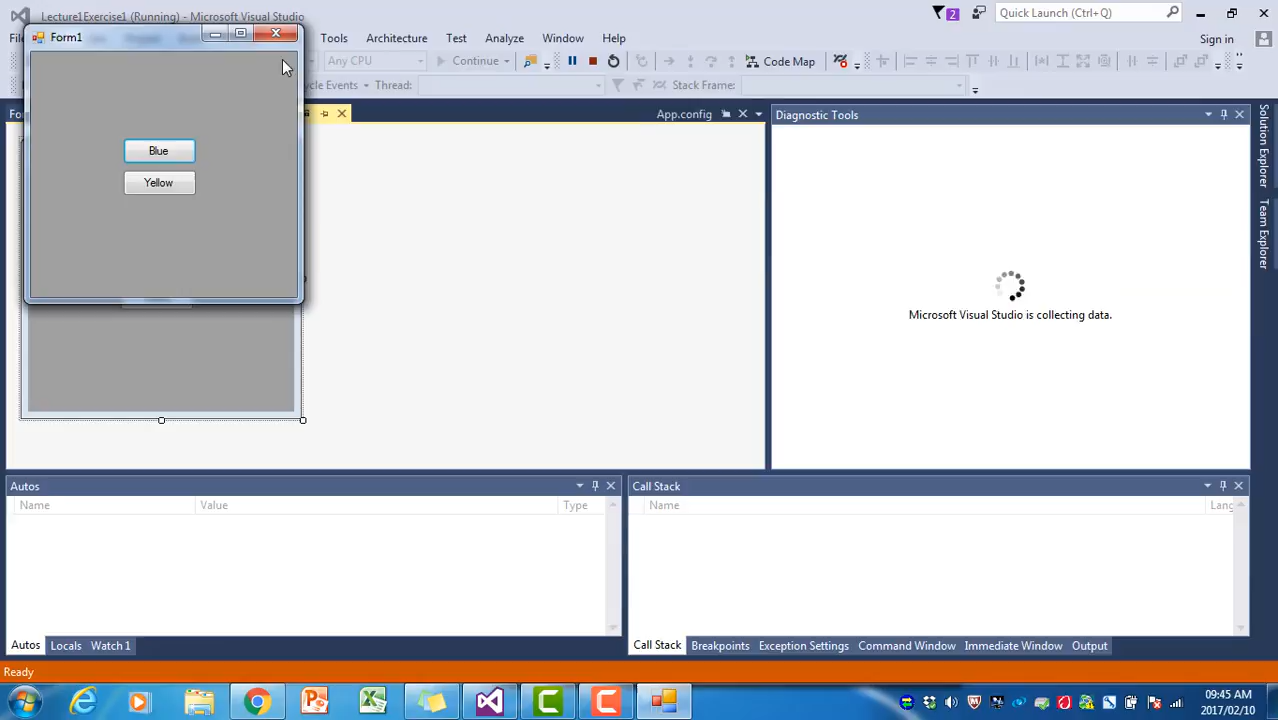 Lecture1Exercise1 (Running) - Microsoft Visual Studio
2
Quick Launch (Ctrl+Q)
Form1
Tools Architecture Test Analyze Window Help
Sign in
Any CPU Continue Code Map
Thread: Stack Frame:
App.config
Diagnostic Tools
Blue
Yellow
Microsoft Visual Studio is collecting data.
Solution Explorer
Team Explorer
Autos
Name Value Type
Call Stack
Name Lang
Autos Locals Watch 1
Call Stack Breakpoints Exception Settings Command Window Immediate Window Output
Ready
09:45 AM
2017/02/10